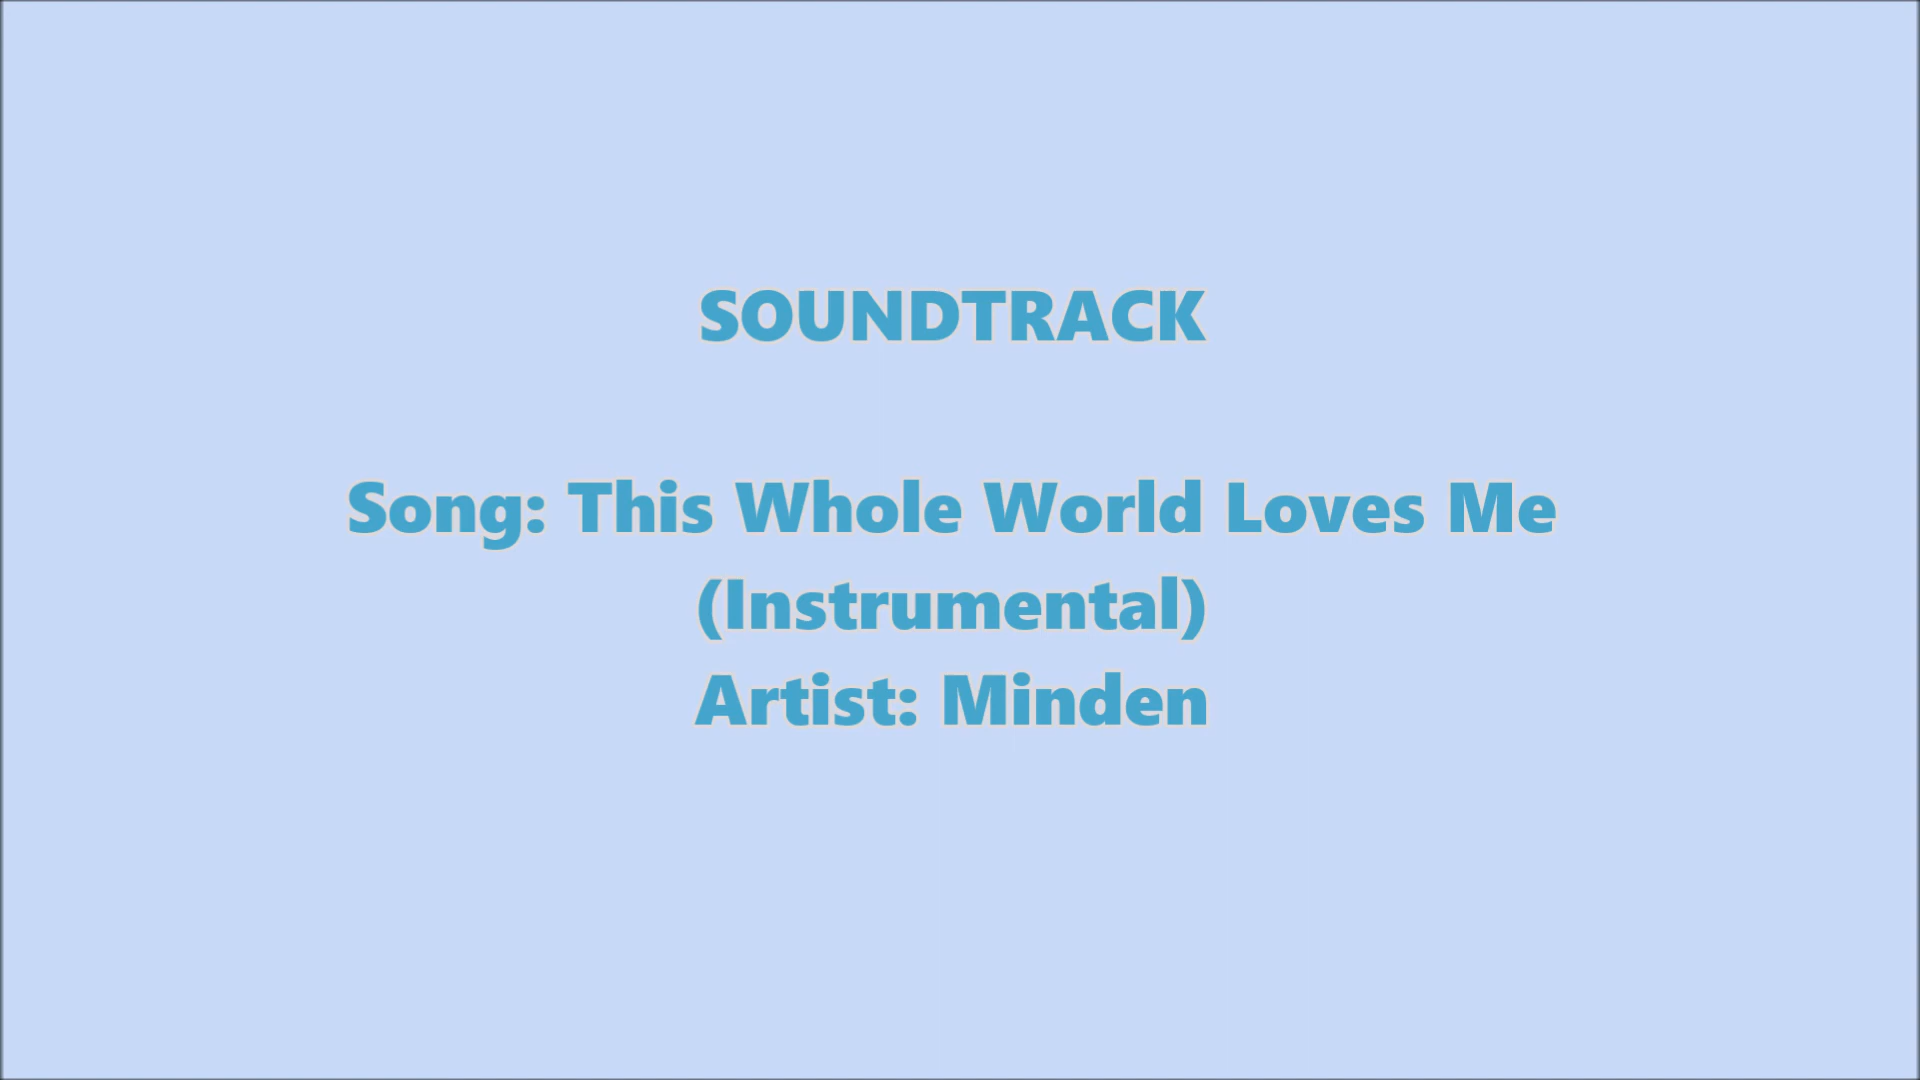 SOUNDTRACK
Song: This Whole World Loves Me
(Instrumental)
Artist: Minden